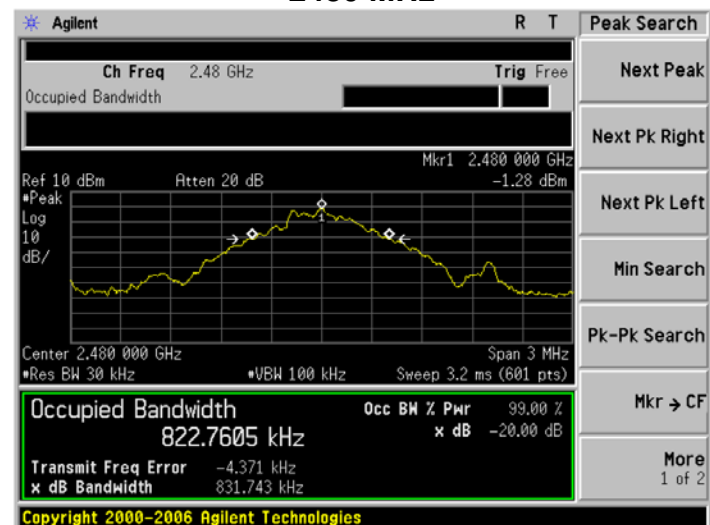 Agilent R T Peak Search
Ch Freq 2.48 GHz Trig Free
Occupied Bandwidth
Next Peak
Next Pk Right
Mkr1 2.480 000 GHz
Ref 10 dBm Atten 20 dB -1.28 dBm
#Peak
Log
10
dB/
1
Next Pk Left
Min Search
Pk-Pk Search
Center 2.480 000 GHz Span 3 MHz
#Res BW 30 kHz #VBW 100 kHz Sweep 3.2 ms (601 pts)
Occupied Bandwidth Occ BW % Pwr 99.00 %
822.7605 kHz x dB -20.00 dB
Mkr → CF
Transmit Freq Error -4.371 kHz
x dB Bandwidth 831.743 kHz
More
1 of 2
Copyright 2000-2006 Agilent Technologies